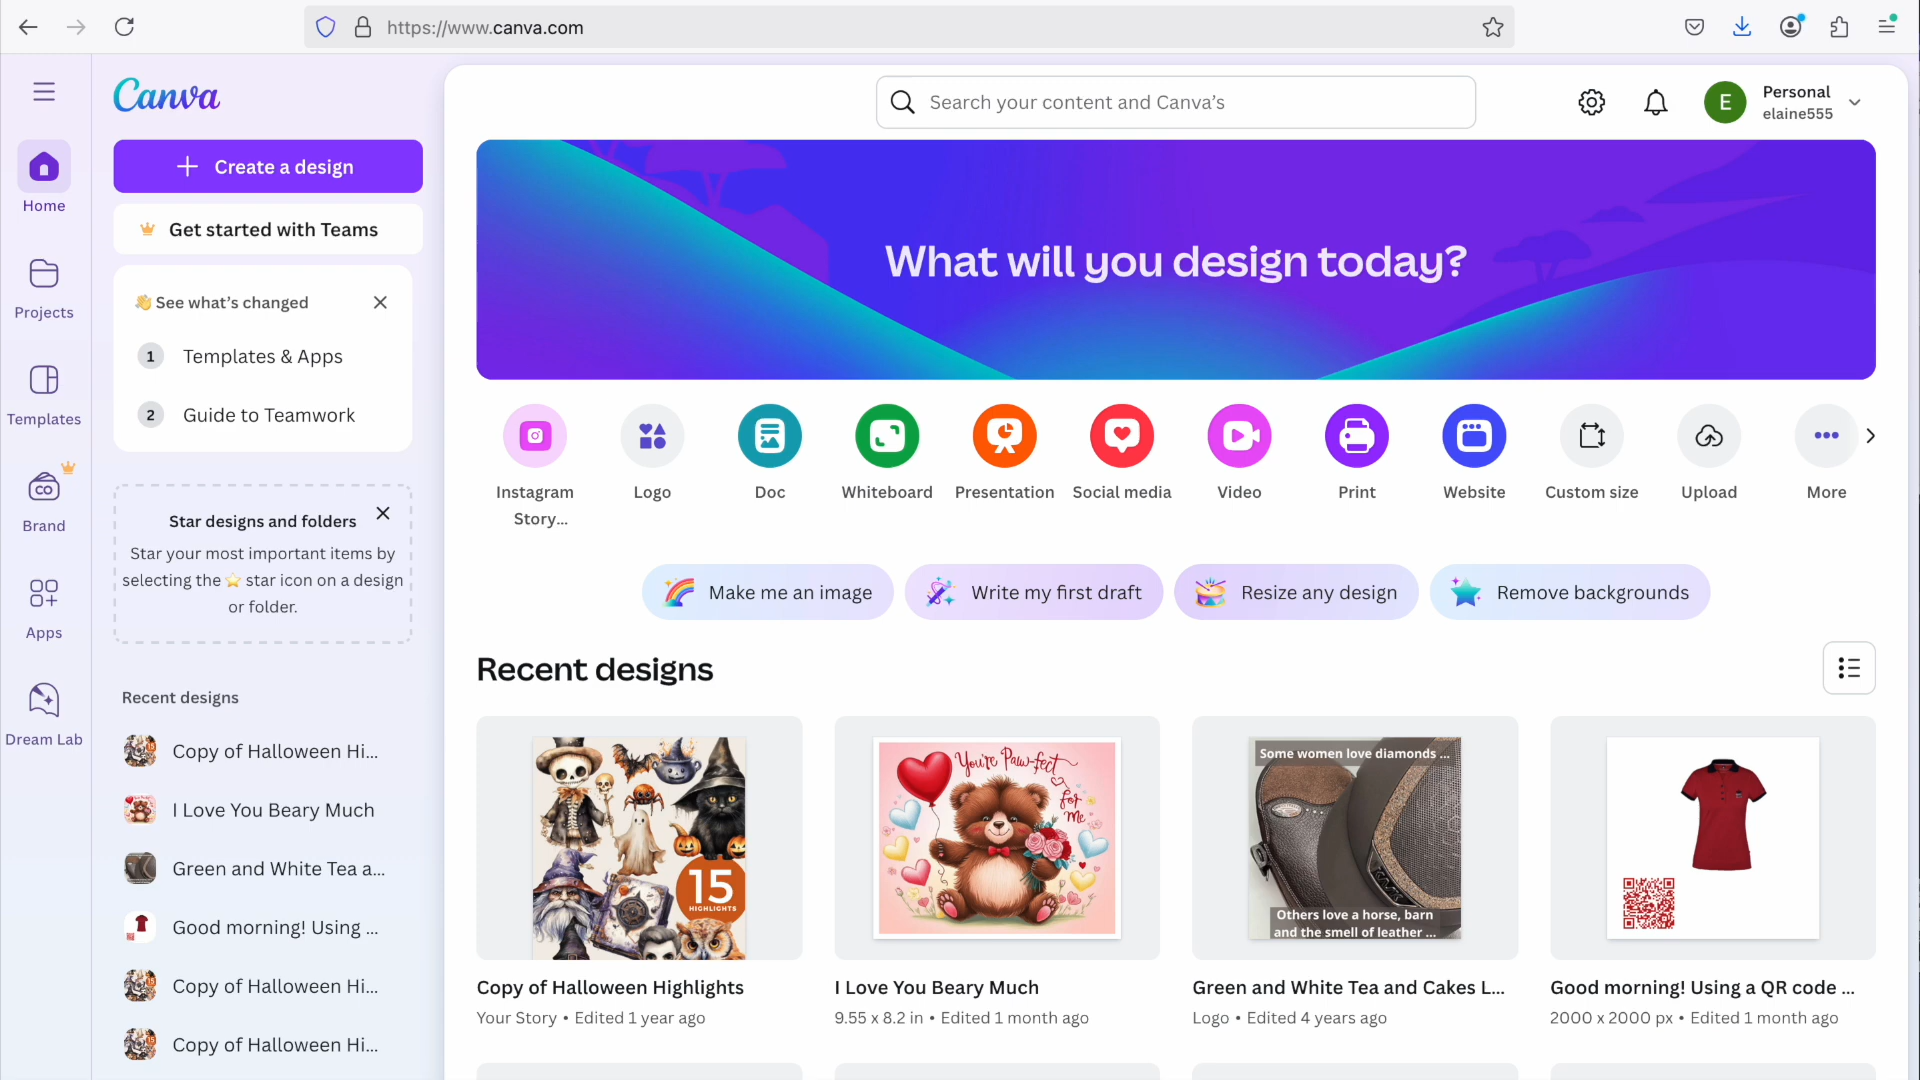 https://www.canva.com
Canva
Search your content and Canva's
E
Personal
elaine555
Create a design
Get started with Teams
👋 See what's changed
1 Templates & Apps
2 Guide to Teamwork
Star designs and folders
Star your most important items by
selecting the ⭐ star icon on a design
or folder.
Recent designs
Copy of Halloween Hi...
I Love You Beary Much
Green and White Tea a...
Good morning! Using ...
Copy of Halloween Hi...
Copy of Halloween Hi...
Home
Projects
Templates
CO
Brand
Apps
Dream Lab
What will you design today?
Instagram
Story...
Logo
Doc
Whiteboard
Presentation
Social media
Video
Print
Website
Custom size
Upload
More
Make me an image
Write my first draft
Resize any design
Remove backgrounds
Recent designs
15
HIGHLIGHTS
You're Paw-fect
for
Me
Some women love diamonds ...
Others love a horse, barn
and the smell of leather ...
Copy of Halloween Highlights
Your Story • Edited 1 year ago
I Love You Beary Much
9.55 x 8.2 in • Edited 1 month ago
Green and White Tea and Cakes L...
Logo • Edited 4 years ago
Good morning! Using a QR code ...
2000 x 2000 px • Edited 1 month ago